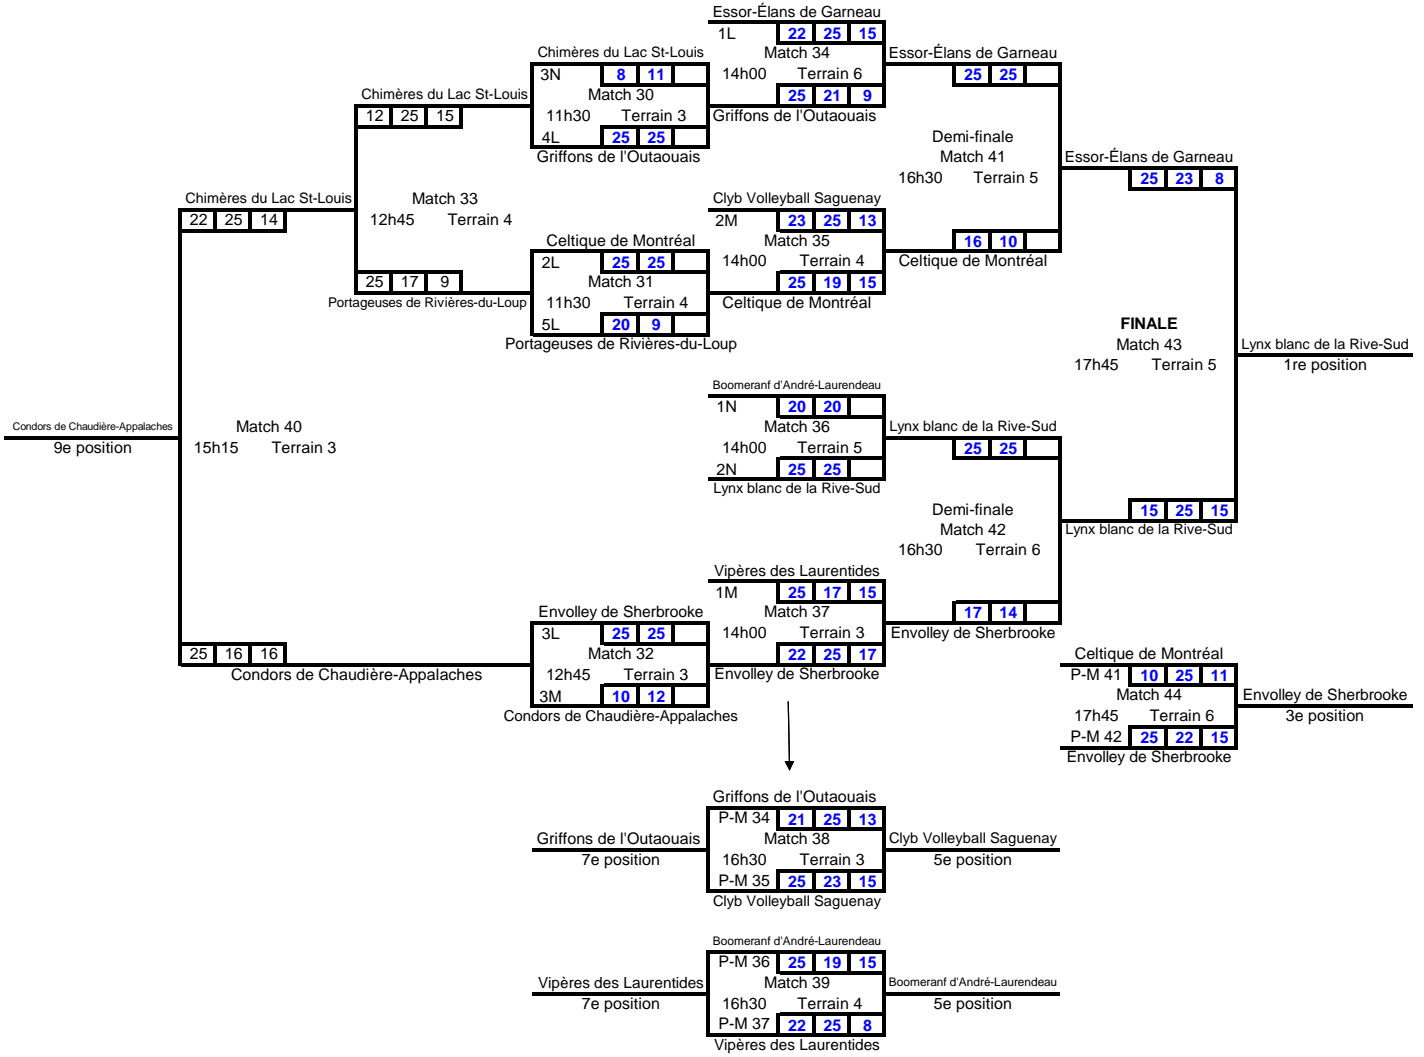 Essor-Élans de Garneau
1L 22 25 15
Match 34
14h00 Terrain 6
25 21 9
Griffons de l'Outaouais
Chimères du Lac St-Louis
3N 8 11
Match 30
11h30 Terrain 3
4L 25 25
Griffons de l'Outaouais
Essor-Élans de Garneau
25 25
Demi-finale
Match 41
16h30 Terrain 5
16 10
Celtique de Montréal
Chimères du Lac St-Louis
12 25 15
Match 33
12h45 Terrain 4
25 17 9
Portageuses de Rivières-du-Loup
Essor-Élans de Garneau
25 23 8
FINALE
Match 43
17h45 Terrain 5
15 25 15
Lynx blanc de la Rive-Sud
Lynx blanc de la Rive-Sud
1re position
Chimères du Lac St-Louis
22 25 14
Match 40
15h15 Terrain 3
25 16 16
Condors de Chaudière-Appalaches
Condors de Chaudière-Appalaches
9e position
Clyb Volleyball Saguenay
2M 23 25 13
Match 35
14h00 Terrain 4
25 19 15
Celtique de Montréal
Celtique de Montréal
2L 25 25
Match 31
11h30 Terrain 4
5L 20 9
Portageuses de Rivières-du-Loup
Boomeranf d'André-Laurendeau
1N 20 20
Match 36
14h00 Terrain 5
2N 25 25
Lynx blanc de la Rive-Sud
Lynx blanc de la Rive-Sud
25 25
Demi-finale
Match 42
16h30 Terrain 6
17 14
Envolley de Sherbrooke
Vipères des Laurentides
1M 25 17 15
Match 37
14h00 Terrain 3
22 25 17
Envolley de Sherbrooke
Envolley de Sherbrooke
3L 25 25
Match 32
12h45 Terrain 3
3M 10 12
Condors de Chaudière-Appalaches
Celtique de Montréal
P-M 41 10 25 11
Match 44
17h45 Terrain 6
P-M 42 25 22 15
Envolley de Sherbrooke
Envolley de Sherbrooke
3e position
Griffons de l'Outaouais
P-M 34 21 25 13
Match 38
16h30 Terrain 3
P-M 35 25 23 15
Clyb Volleyball Saguenay
Griffons de l'Outaouais
7e position
Clyb Volleyball Saguenay
5e position
Boomeranf d'André-Laurendeau
P-M 36 25 19 15
Match 39
16h30 Terrain 4
P-M 37 22 25 8
Vipères des Laurentides
Vipères des Laurentides
7e position
Boomeranf d'André-Laurendeau
5e position